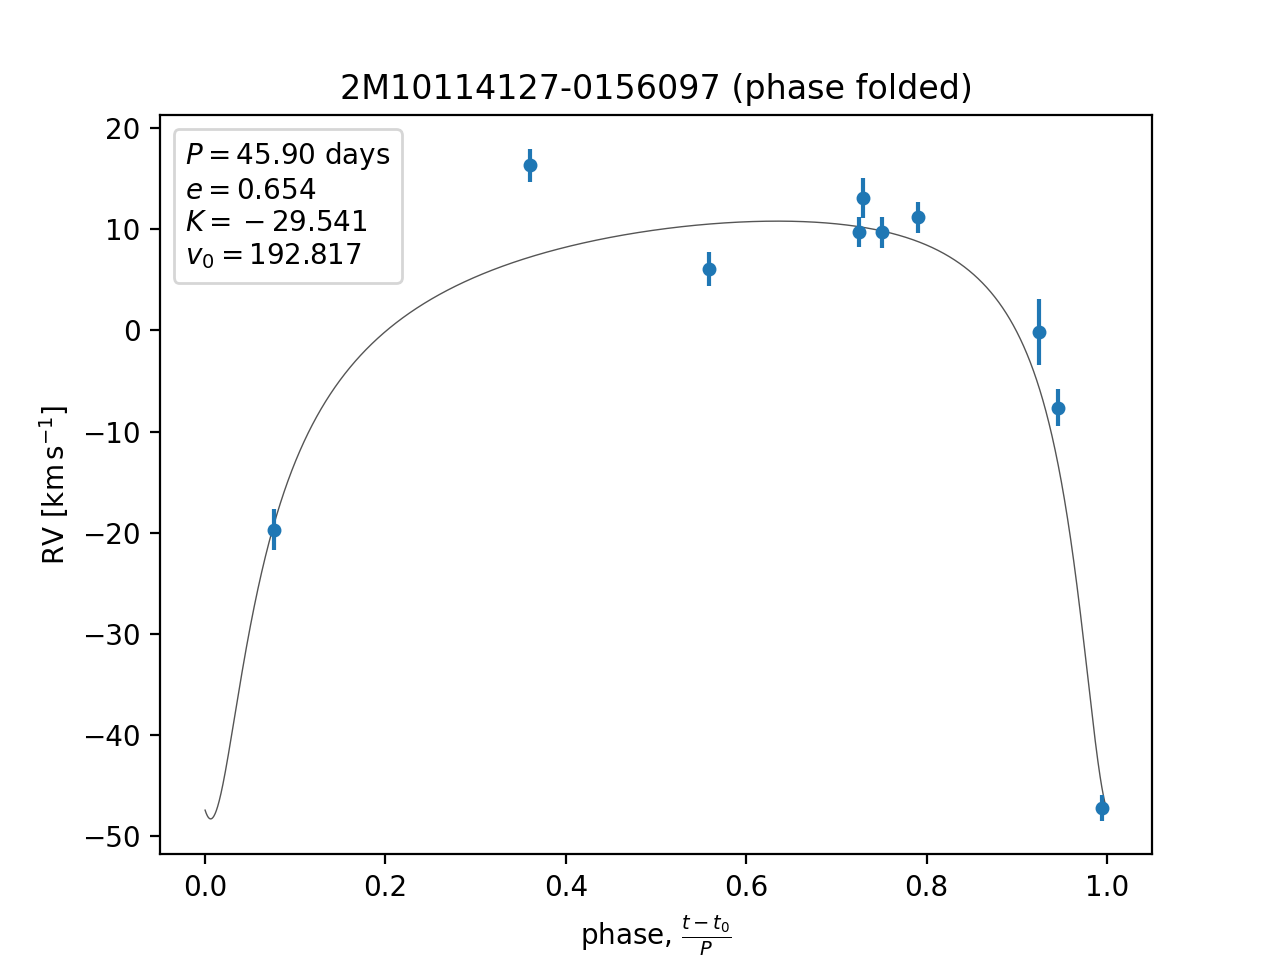 2M10114127-0156097 (phase folded)
P = 45.90 days
e = 0.654
K = −29.541
v₀ = 192.817
20
10
0
−10
−20
−30
−40
−50
RV [km s⁻¹]
0.0 0.2 0.4 0.6 0.8 1.0
phase, (t − t₀)/P